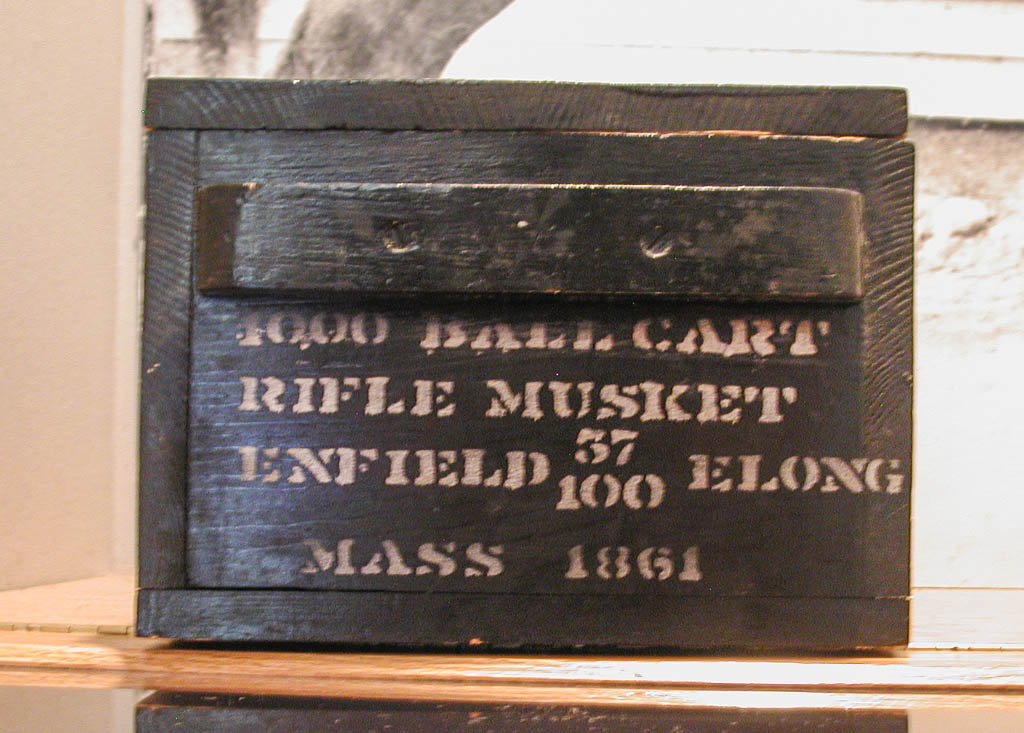 1000 BALL CART
RIFLE MUSKET
ENFIELD 57/100 ELONG
MASS 1861